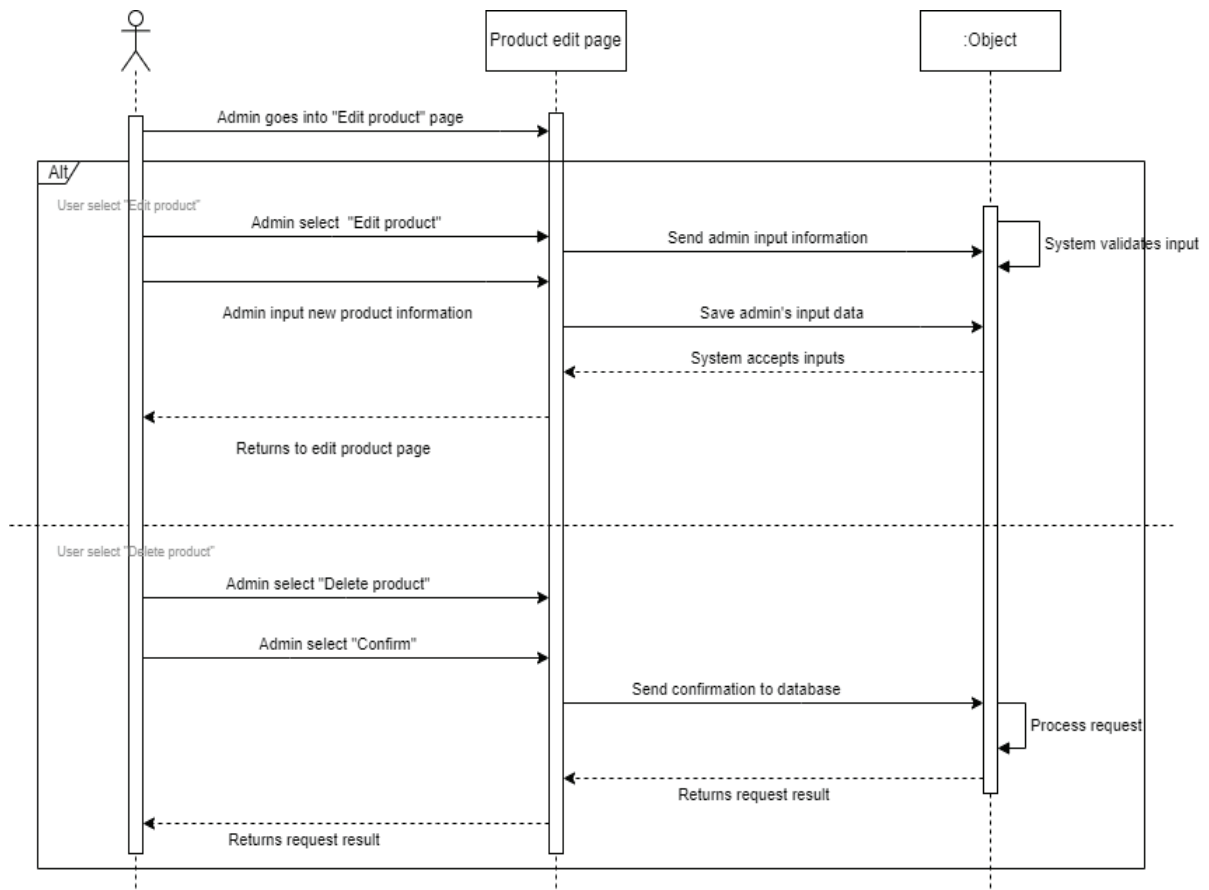 Product edit page
:Object
Admin goes into "Edit product" page
Alt
User select "Edit product"
Admin select "Edit product"
Send admin input information
System validates input
Admin input new product information
Save admin's input data
System accepts inputs
Returns to edit product page
User select "Delete product"
Admin select "Delete product"
Admin select "Confirm"
Send confirmation to database
Process request
Returns request result
Returns request result